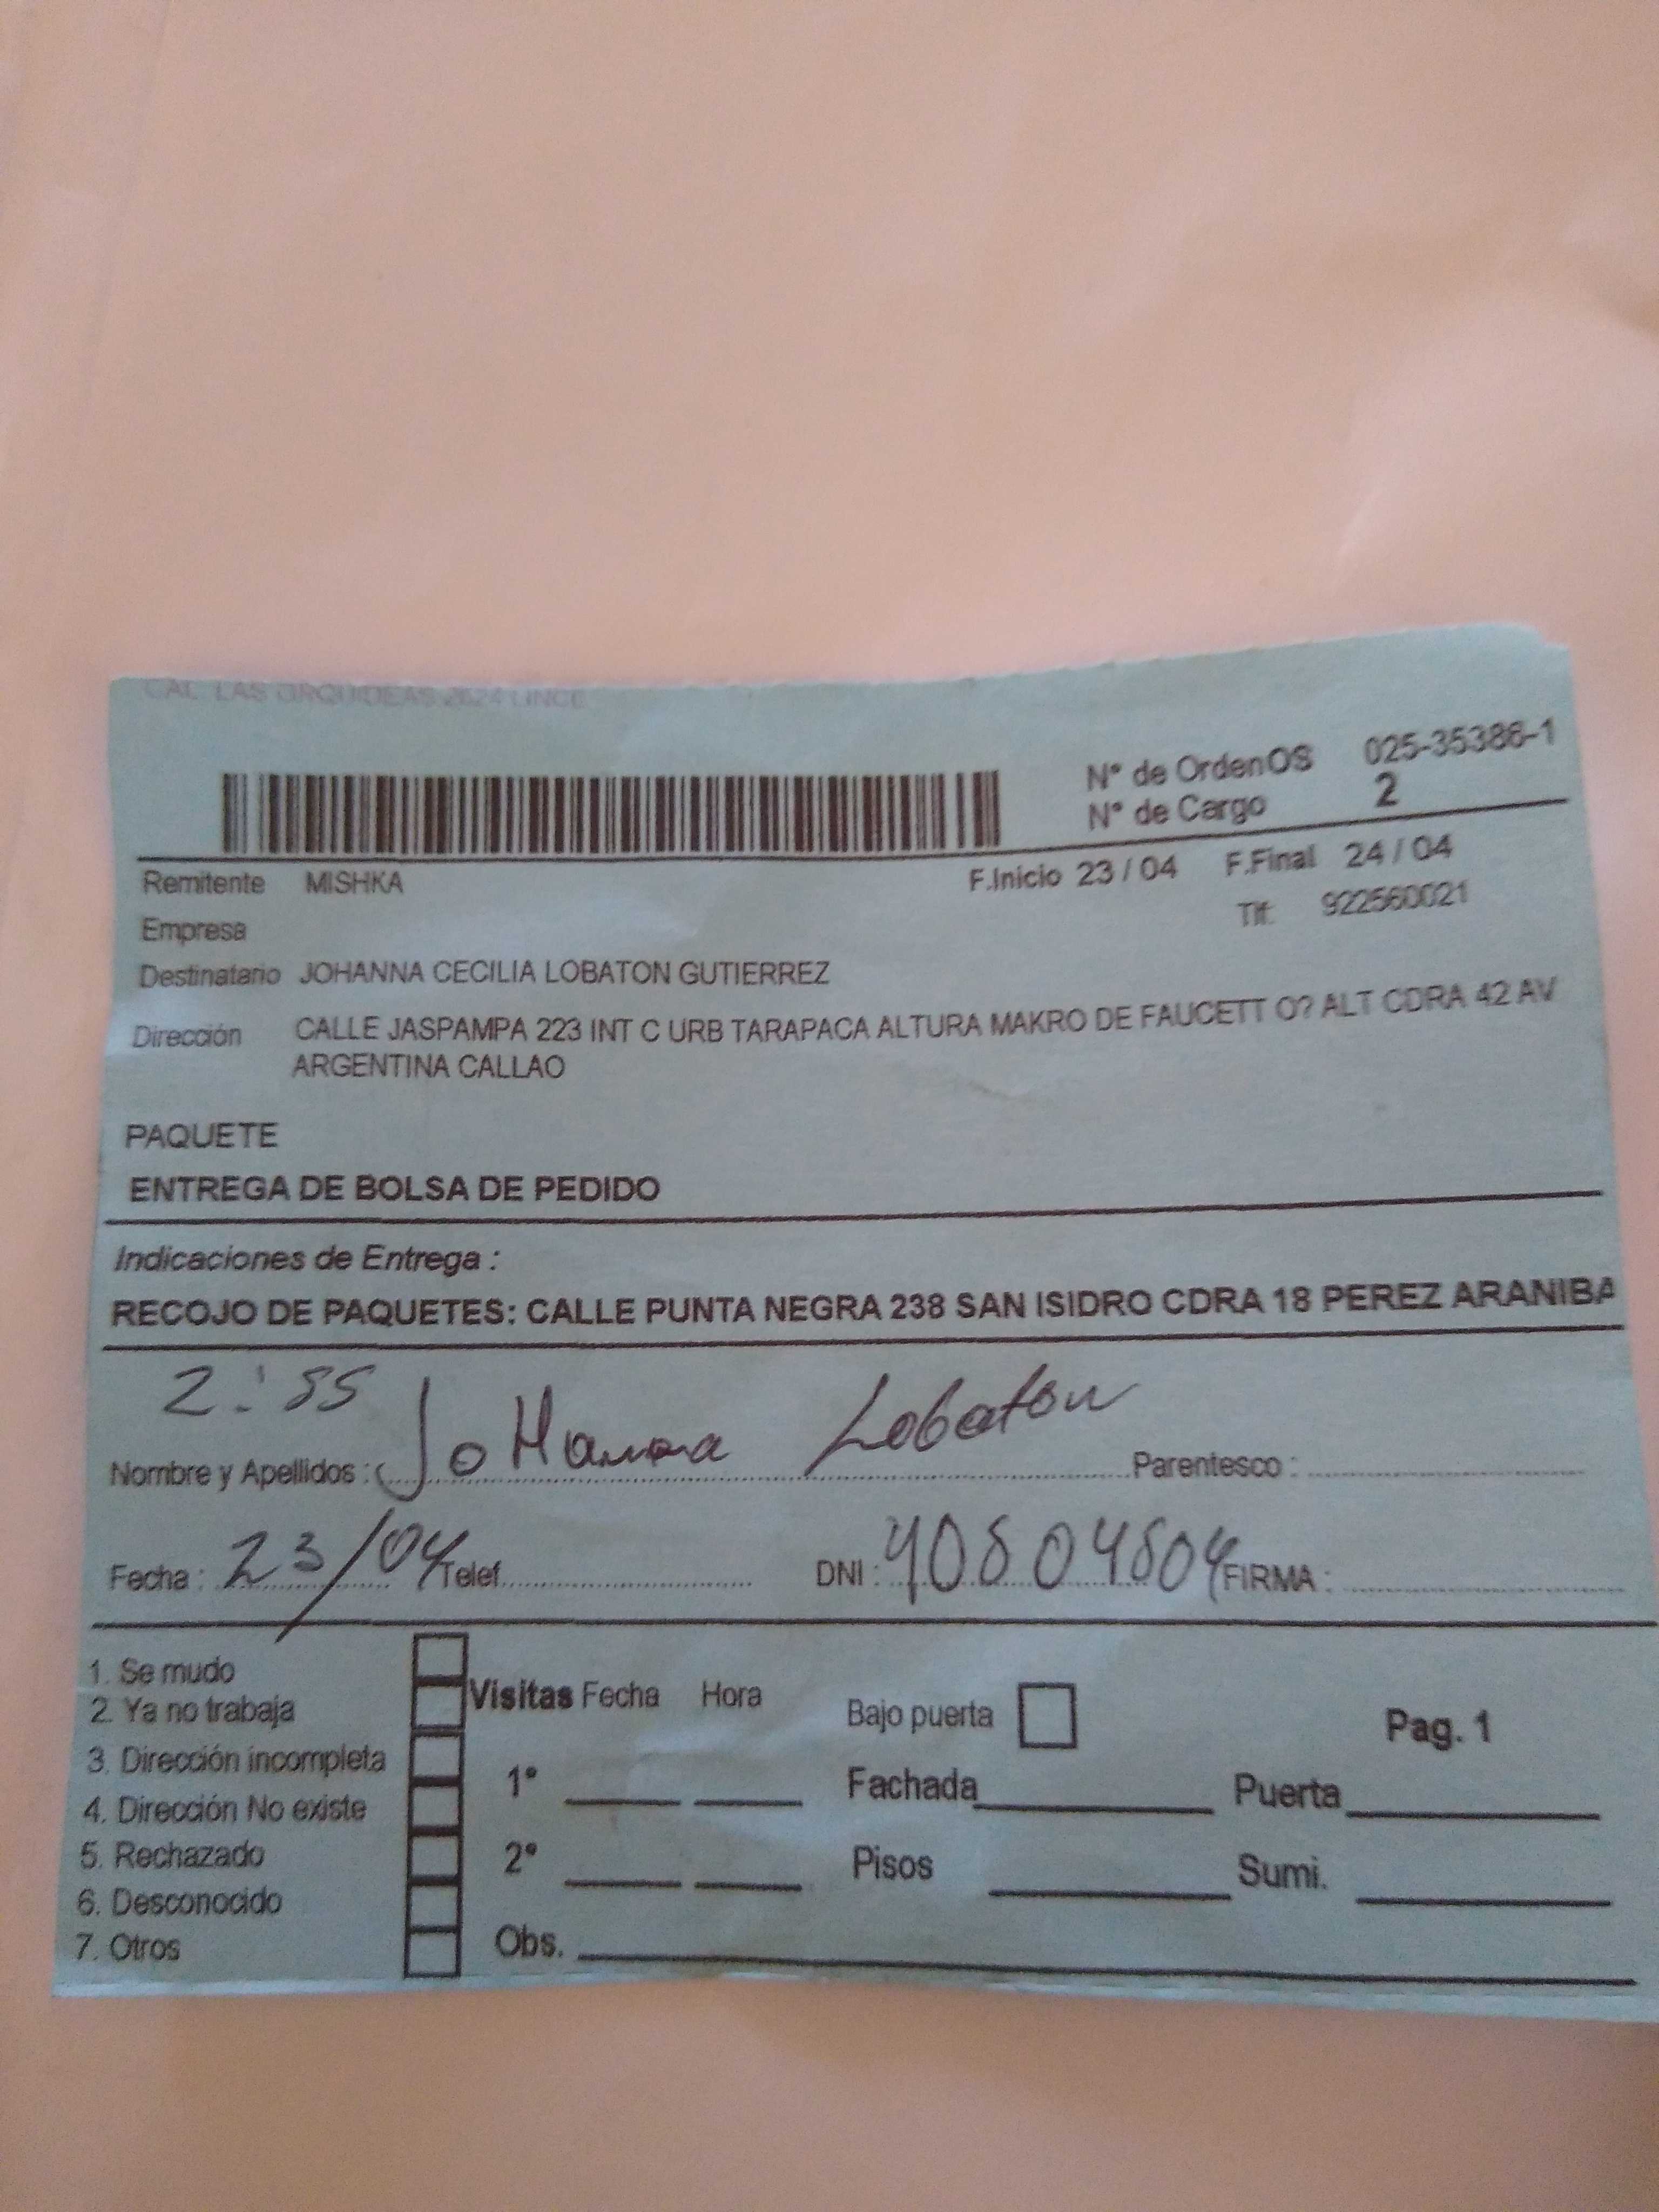 CAL. LAS ORQUIDEAS 2624 LINCE
N° de OrdenOS 025-35386-1
N° de Cargo 2
Remitente MISHKA F.Inicio 23 / 04 F.Final 24 / 04
Empresa Tlf: 922560021
Destinatario JOHANNA CECILIA LOBATON GUTIERREZ
Dirección CALLE JASPAMPA 223 INT C URB TARAPACA ALTURA MAKRO DE FAUCETT O? ALT CDRA 42 AV
ARGENTINA CALLAO
PAQUETE
ENTREGA DE BOLSA DE PEDIDO
Indicaciones de Entrega :
RECOJO DE PAQUETES: CALLE PUNTA NEGRA 238 SAN ISIDRO CDRA 18 PEREZ ARANIBA
2:55
Nombre y Apellidos : JoHanna Lobaton Parentesco :
Fecha : 23/04 Telef. DNI : 40804804 FIRMA :
1. Se mudo
2. Ya no trabaja
3. Dirección incompleta
4. Dirección No existe
5. Rechazado
6. Desconocido
7. Otros
Visitas Fecha Hora Bajo puerta Pag. 1
1° Fachada Puerta
2° Pisos Sumi.
Obs.